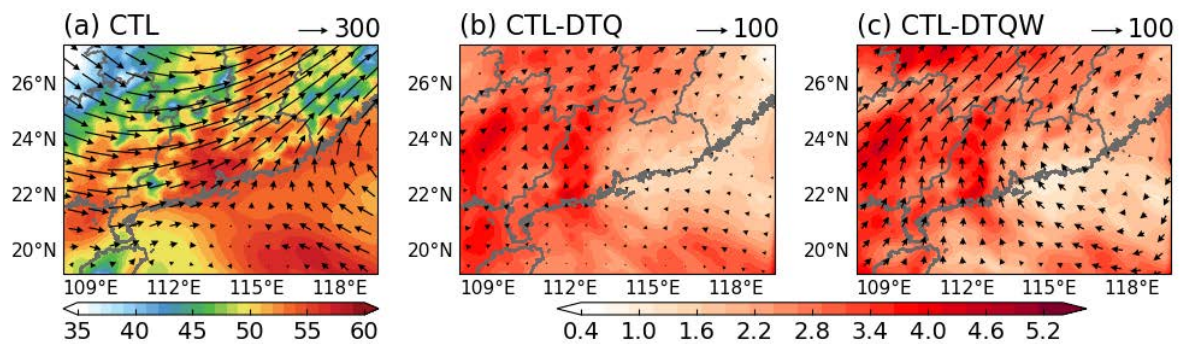 (a) CTL → 300
(b) CTL-DTQ → 100
(c) CTL-DTQW → 100
26°N
24°N
22°N
20°N
109°E 112°E 115°E 118°E
26°N
24°N
22°N
20°N
109°E 112°E 115°E 118°E
26°N
24°N
22°N
20°N
109°E 112°E 115°E 118°E
35 40 45 50 55 60
0.4 1.0 1.6 2.2 2.8 3.4 4.0 4.6 5.2